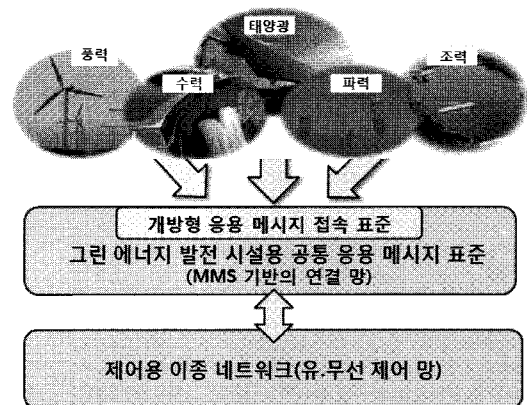 풍력
태양광
수력
파력
조력
개방형 응용 메시지 접속 표준
그린 에너지 발전 시설용 공통 응용 메시지 표준
(MMS 기반의 연결 망)
제어용 이종 네트워크(유.무선 제어 망)